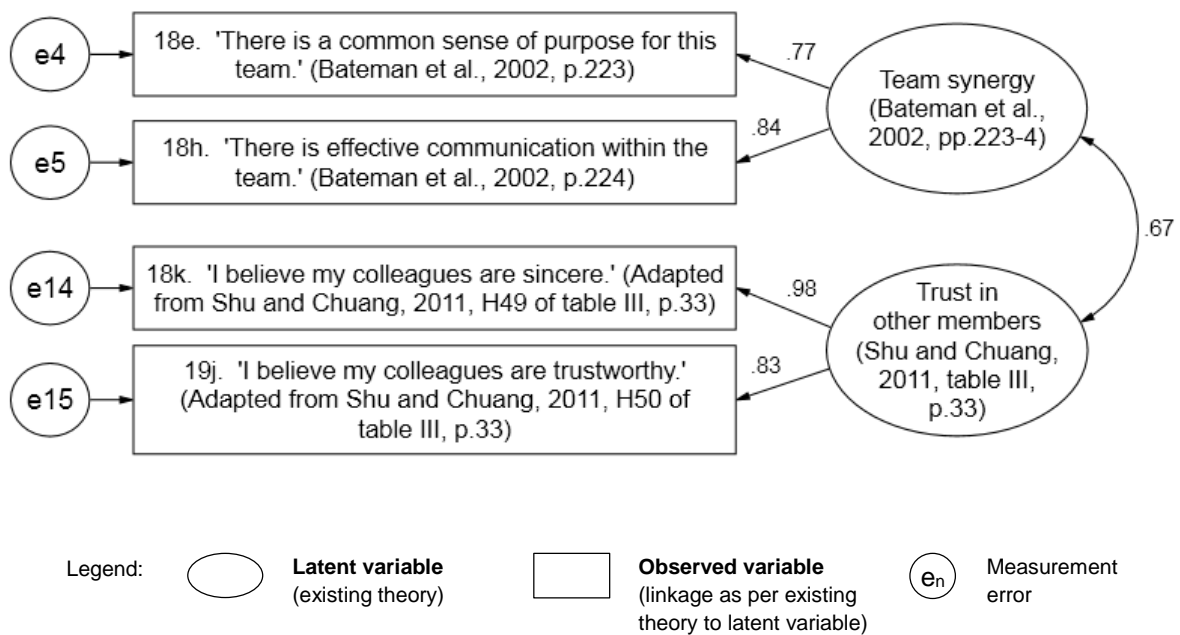 e4
18e. 'There is a common sense of purpose for this
team.' (Bateman et al., 2002, p.223)
.77
Team synergy
(Bateman et al.,
2002, pp.223-4)
e5
18h. 'There is effective communication within the
team.' (Bateman et al., 2002, p.224)
.84
.67
e14
18k. 'I believe my colleagues are sincere.' (Adapted
from Shu and Chuang, 2011, H49 of table III, p.33)
.98
Trust in
other members
(Shu and Chuang,
2011, table III,
p.33)
e15
19j. 'I believe my colleagues are trustworthy.'
(Adapted from Shu and Chuang, 2011, H50 of
table III, p.33)
.83
Legend:
Latent variable
(existing theory)
Observed variable
(linkage as per existing
theory to latent variable)
en
Measurement
error